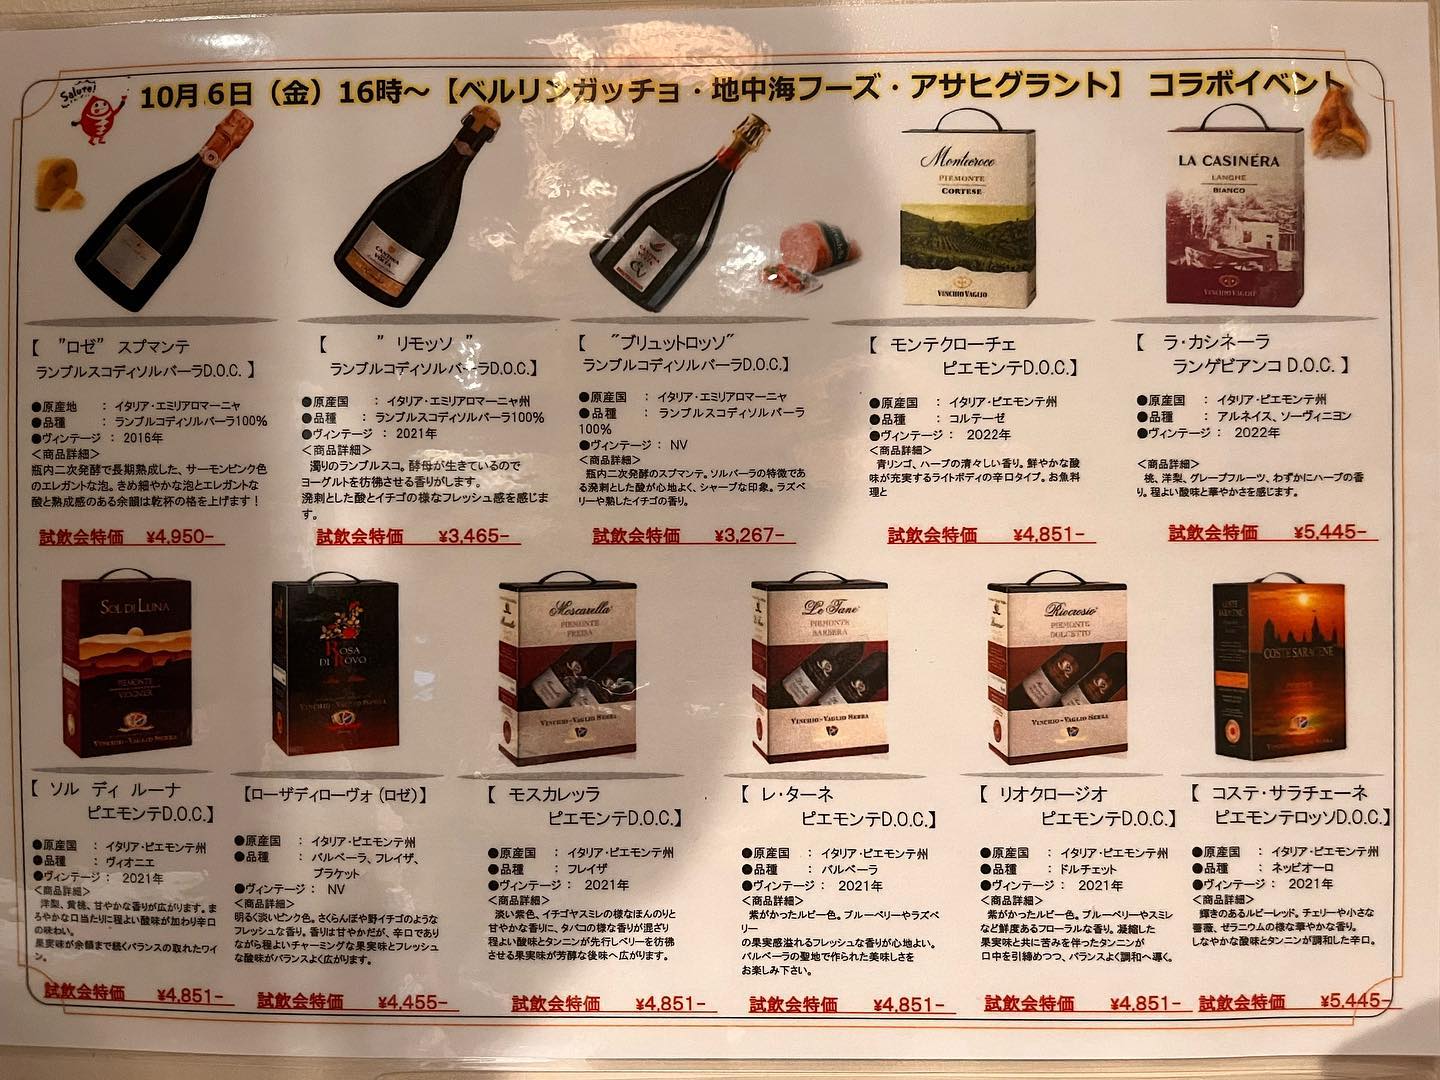 Salute!
10月6日（金）16時～【ベルリンガッチョ・地中海フーズ・アサヒグラント】 コラボイベント
CANTINA
VOLTA
CANTINA
VOLTA
Montecroce
PIEMONTE
CORTESE
VINCHIO VAGLIO
LA CASINÉRA
LANGHE
BIANCO
VINCHIO VAGLIO
【 ”ロゼ” スプマンテ
ランブルスコディソルバーラD.O.C. 】
●原産地 ： イタリア・エミリアロマーニャ
●品種 ： ランブルスコディソルバーラ100%
●ヴィンテージ ： 2016年
＜商品詳細＞
瓶内二次発酵で長期熟成した、サーモンピンク色
のエレガントな泡。きめ細やかな泡とエレガントな
酸と熟成感のある余韻は乾杯の格を上げます！
試飲会特価 ¥4,950-
【 ” リモッソ ”
ランブルコディソルバーラD.O.C.】
●原産国 ： イタリア・エミリアロマーニャ州
●品種 ： ランブルスコディソルバーラ100%
●ヴィンテージ ： 2021年
＜商品詳細＞
濁りのランブルスコ。酵母が生きているので
ヨーグルトを彷彿させる香りがします。
溌剌とした酸とイチゴの様なフレッシュ感を感じま
す。
試飲会特価 ¥3,465-
【 ”ブリュットロッソ”
ランブルコディソルバーラD.O.C.】
●原産国 ： イタリア・エミリアロマーニャ
●品種 ： ランブルスコディソルバーラ
100%
●ヴィンテージ ： NV
＜商品詳細＞
瓶内二次発酵のスプマンテ。ソルバーラの特徴であ
る溌剌とした酸が心地よく、シャープな印象。ラズベ
リーや熟したイチゴの香り。
試飲会特価 ¥3,267-
【 モンテクローチェ
ピエモンテD.O.C.】
●原産国 ： イタリア・ピエモンテ州
●品種 ： コルテーゼ
●ヴィンテージ ： 2022年
＜商品詳細＞
青リンゴ、ハーブの清々しい香り。鮮やかな酸
味が充実するライトボディの辛口タイプ。お魚料
理と
試飲会特価 ¥4,851-
【 ラ・カシネーラ
ランゲビアンコ D.O.C. 】
●原産国 ： イタリア・ピエモンテ州
●品種 ： アルネイス、ソーヴィニヨン
●ヴィンテージ ： 2022年
＜商品詳細＞
桃、洋梨、グレープフルーツ、わずかにハーブの香
り。程よい酸味と華やかさを感じます。
試飲会特価 ¥5,445-
SOL DI LUNA
PIEMONTE
VIOGNIER
VINCHIO-VAGLIO SERRA
ROSA
DI ROVO
VINCHIO-VAGLIO SERRA
Moscarella
PIEMONTE
FREISA
VINCHIO-VAGLIO SERRA
Le Tane
PIEMONTE
BARBERA
VINCHIO-VAGLIO SERRA
Riocrosio
PIEMONTE
DOLCETTO
VINCHIO-VAGLIO SERRA
COSTE SARACENE
VINCHIO-VAGLIO SERRA
【 ソル ディ ルーナ
ピエモンテD.O.C.】
●原産国 ： イタリア・ピエモンテ州
●品種 ： ヴィオニエ
●ヴィンテージ ： 2021年
＜商品詳細＞
洋梨、黄桃、甘やかな香りが広がります。ま
ろやかな口当たりに程よい酸味が加わり辛口
の味わい。
果実味が余韻まで続くバランスの取れたワイ
ン。
試飲会特価 ¥4,851-
【ローザディローヴォ（ロゼ）】
●原産国 ： イタリア・ピエモンテ州
●品種 ： バルベーラ、フレイザ、
ブラケット
●ヴィンテージ ： NV
＜商品詳細＞
明るく淡いピンク色。さくらんぼや野イチゴのような
フレッシュな香り。香りは甘やかだが、辛口であり
ながら程よいチャーミングな果実味とフレッシュ
な酸味がバランスよく広がります。
試飲会特価 ¥4,455-
【 モスカレッラ
ピエモンテD.O.C.】
●原産国 ： イタリア・ピエモンテ州
●品種 ： フレイザ
●ヴィンテージ ： 2021年
＜商品詳細＞
淡い紫色、イチゴやスミレの様なほんのりと
甘やかな香りに、タバコの様な香りが混ざり
程よい酸味とタンニンが先行しベリーを彷彿
させる果実味が芳醇な後味へ広がります。
試飲会特価 ¥4,851-
【 レ・ターネ
ピエモンテD.O.C.】
●原産国 ： イタリア・ピエモンテ州
●品種 ： バルベーラ
●ヴィンテージ ： 2021年
＜商品詳細＞
紫がかったルビー色。ブルーベリーやラズベ
リー
の果実感溢れるフレッシュな香りが心地よい。
バルベーラの聖地で作られた美味しさを
お楽しみ下さい。
試飲会特価 ¥4,851-
【 リオクロージオ
ピエモンテD.O.C.】
●原産国 ： イタリア・ピエモンテ州
●品種 ： ドルチェット
●ヴィンテージ ： 2021年
＜商品詳細＞
紫がかったルビー色。ブルーベリーやスミレ
など鮮度あるフローラルな香り。凝縮した
果実味と共に苦みを伴ったタンニンが
口中を引締めつつ、バランスよく調和へ導く。
試飲会特価 ¥4,851-
【 コステ・サラチェーネ
ピエモンテロッソD.O.C.】
●原産国 ： イタリア・ピエモンテ州
●品種 ： ネッビオーロ
●ヴィンテージ ： 2021年
＜商品詳細＞
輝きのあるルビーレッド。チェリーや小さな
薔薇、ゼラニウムの様な華やかな香り。
しなやかな酸味とタンニンが調和した辛口。
試飲会特価 ¥5,445-